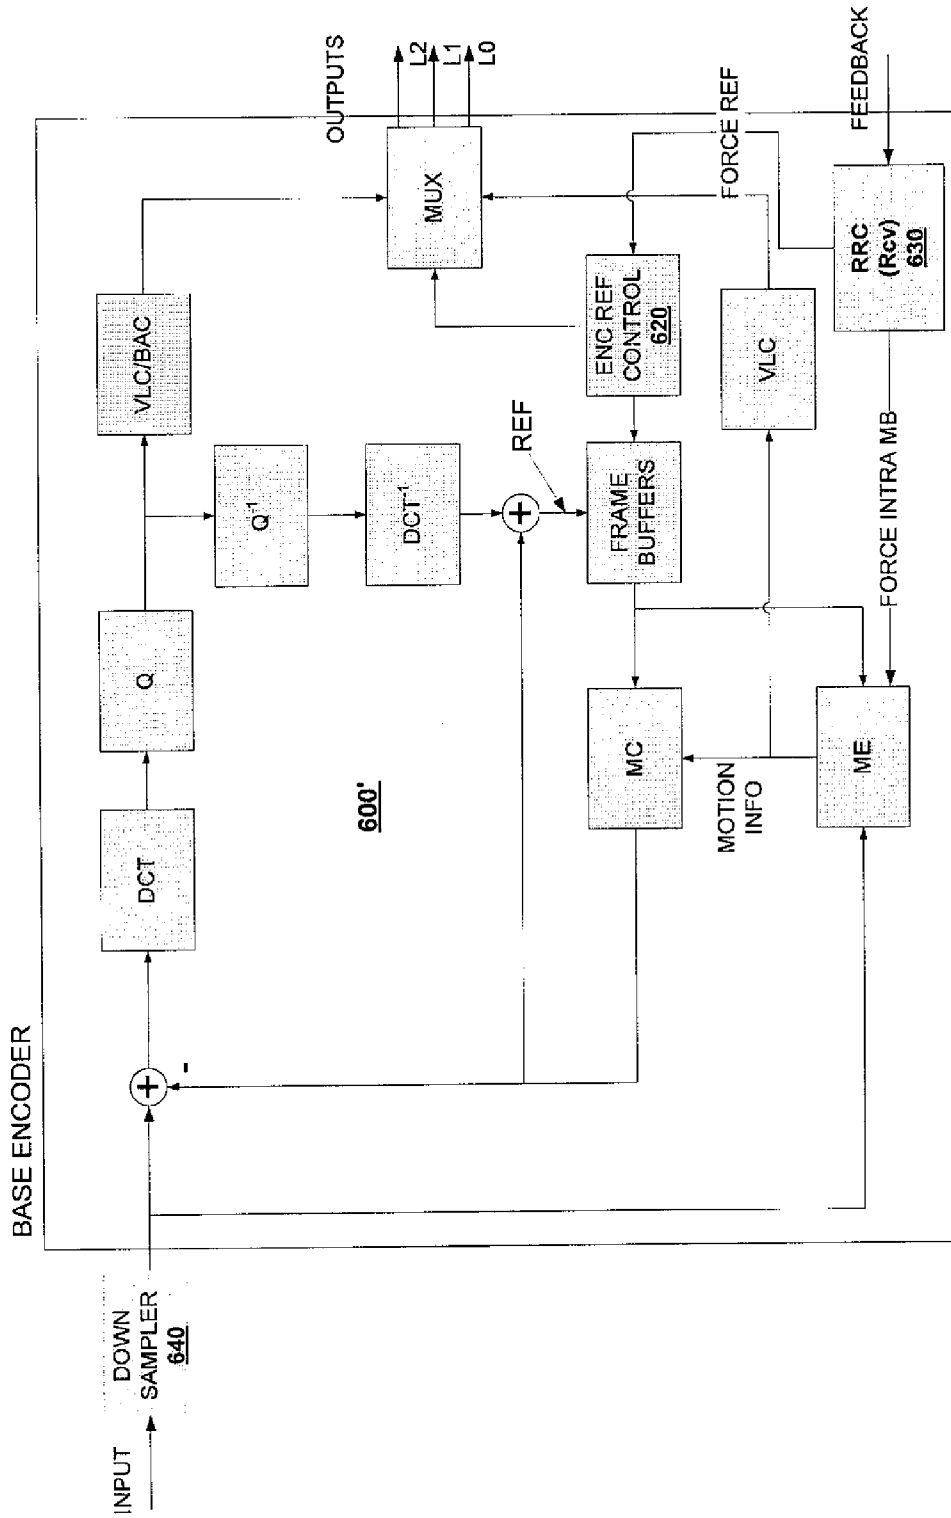 BASE ENCODER
INPUT
DOWN
SAMPLER
640
+
-
DCT
Q
VLC/BAC
Q-1
DCT-1
+
REF
600'
MUX
OUTPUTS
L2
L1
L0
ENC REF
CONTROL
620
FRAME
BUFFERS
MC
MOTION
INFO
ME
VLC
FORCE REF
FORCE INTRA MB
RRC
(Rcv)
630
FEEDBACK